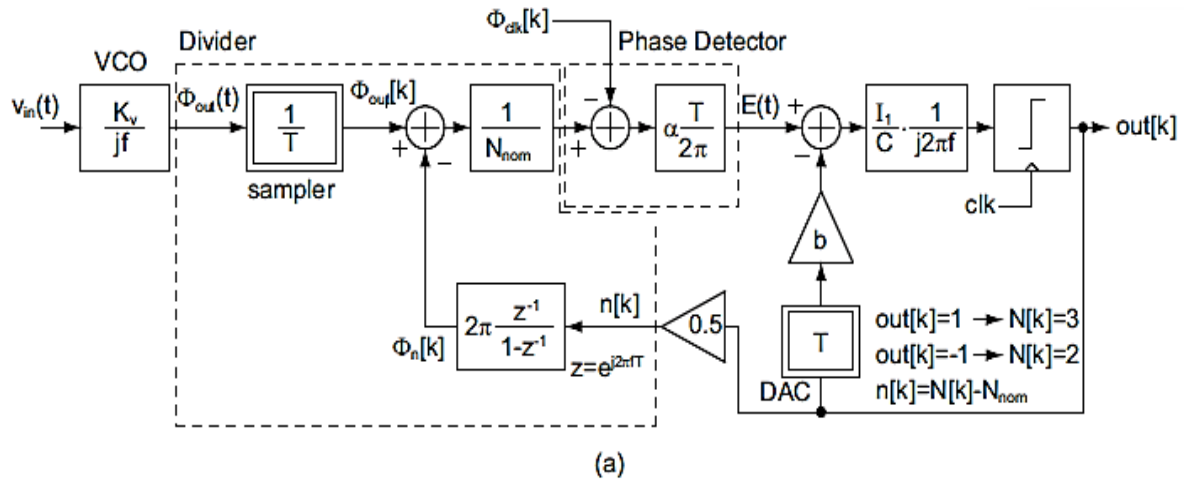 Φclk[k]
Divider
Phase Detector
VCO
vin(t)
Kv
jf
Φout(t)
1
T
sampler
Φout[k]
+
−
1
Nnom
−
+
α T
2π
E(t)
+
−
I1
C
·
1
j2πf
out[k]
clk
b
T
DAC
0.5
n[k]
2π z-1
1-z-1
Φn[k]
z=ej2πfT
out[k]=1 → N[k]=3
out[k]=-1 → N[k]=2
n[k]=N[k]-Nnom
(a)